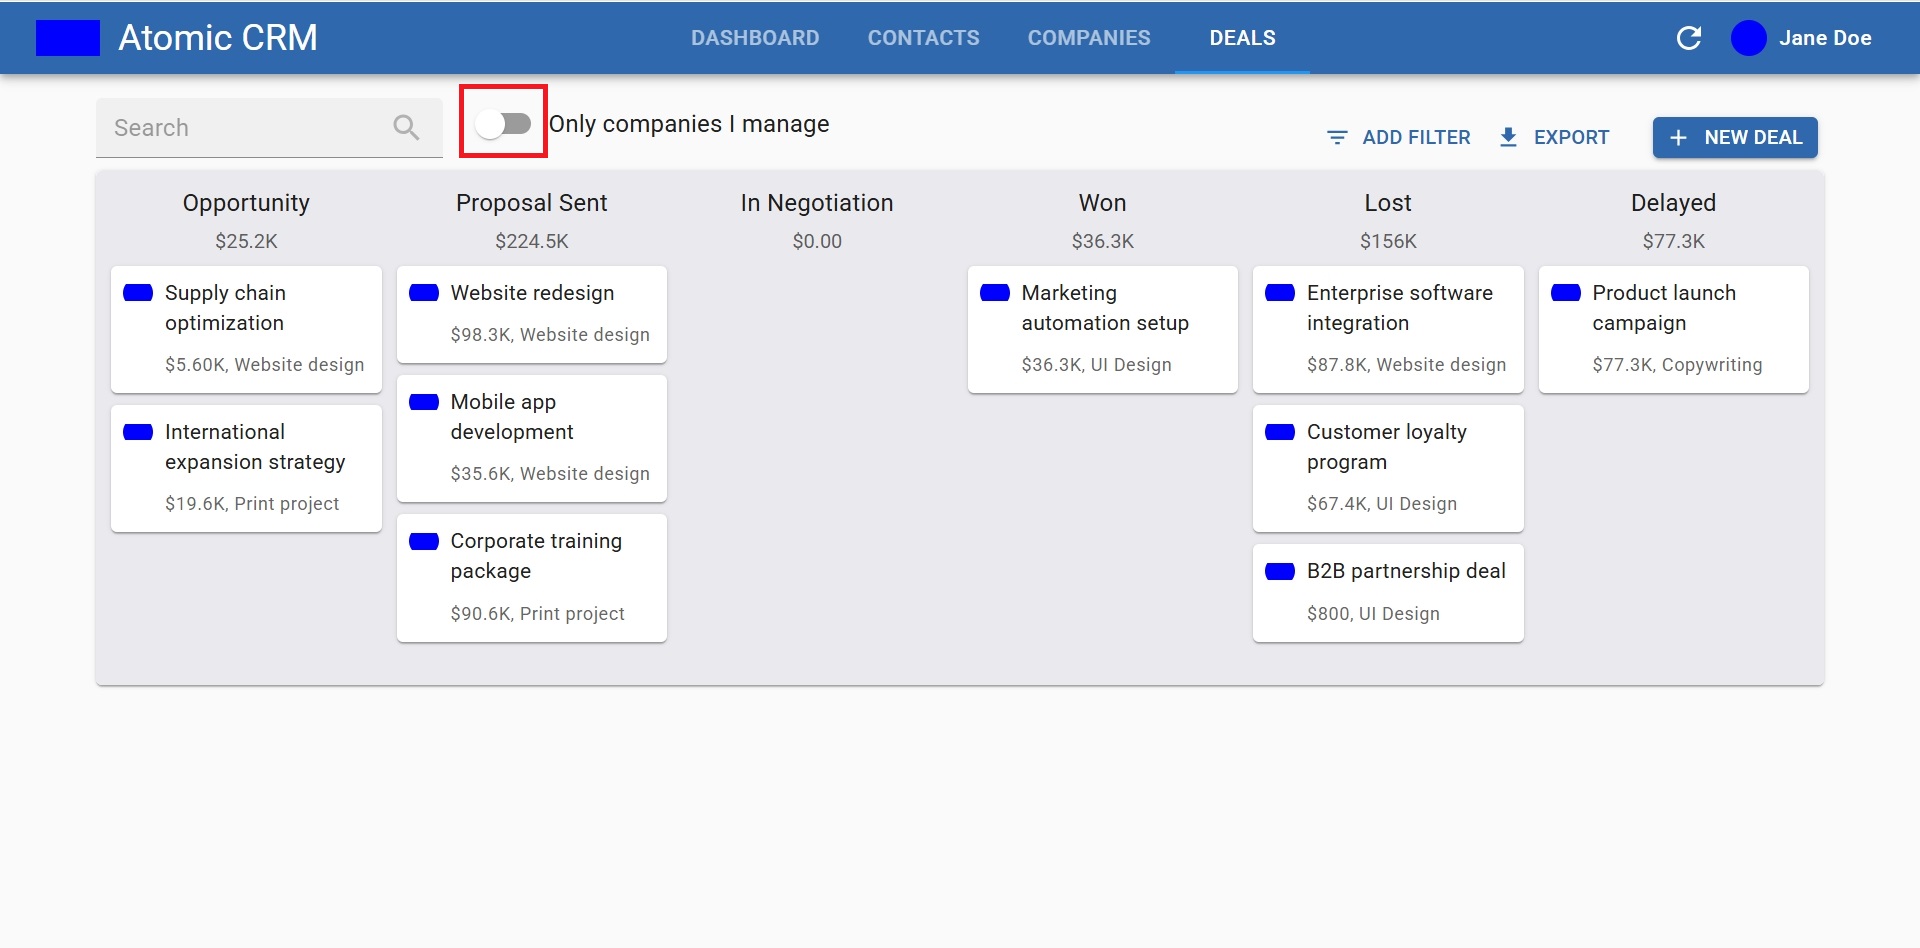 Atomic CRM
DASHBOARD
CONTACTS
COMPANIES
DEALS
Jane Doe
Search
Only companies I manage
ADD FILTER
EXPORT
NEW DEAL
Opportunity
$25.2K
Supply chain
optimization
$5.60K, Website design
International
expansion strategy
$19.6K, Print project
Proposal Sent
$224.5K
Website redesign
$98.3K, Website design
Mobile app
development
$35.6K, Website design
Corporate training
package
$90.6K, Print project
In Negotiation
$0.00
Won
$36.3K
Marketing
automation setup
$36.3K, UI Design
Lost
$156K
Enterprise software
integration
$87.8K, Website design
Customer loyalty
program
$67.4K, UI Design
B2B partnership deal
$800, UI Design
Delayed
$77.3K
Product launch
campaign
$77.3K, Copywriting